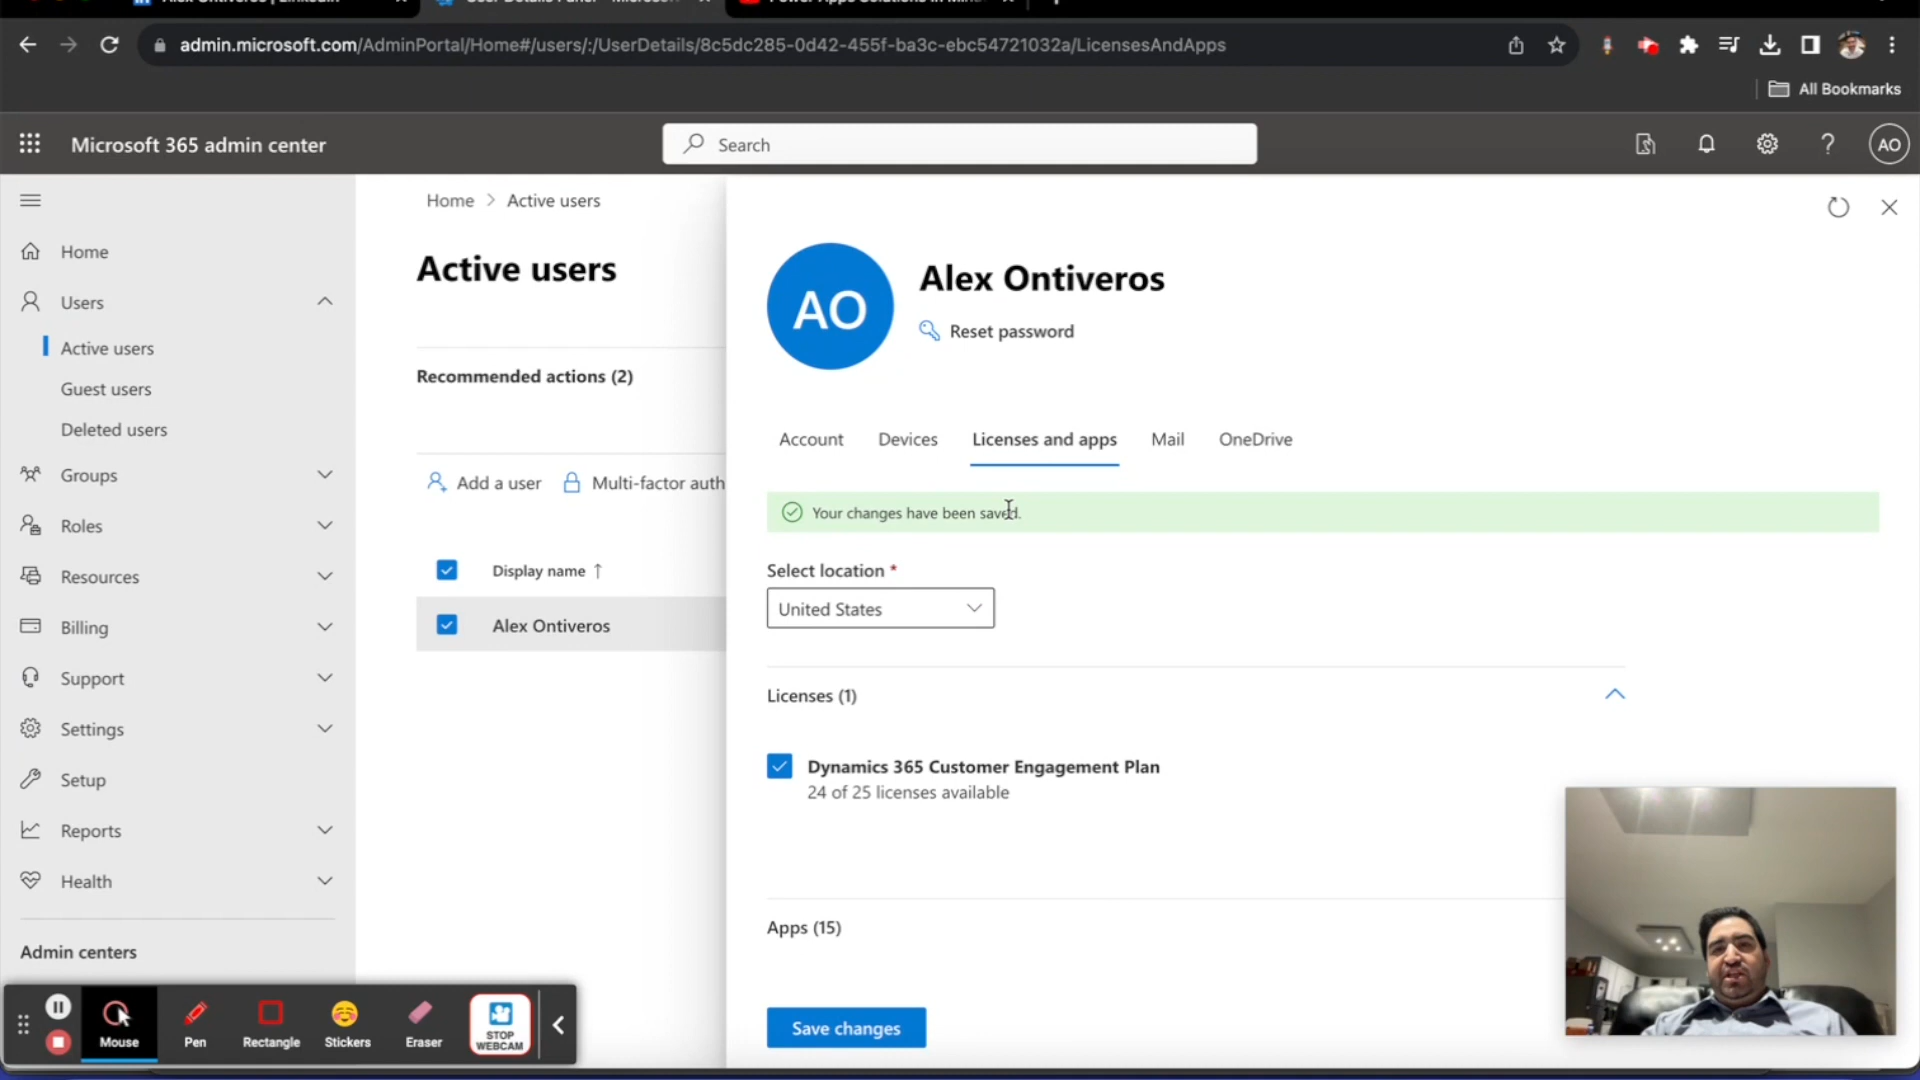 admin.microsoft.com/AdminPortal/Home#/users/:/UserDetails/8c5dc285-0d42-455f-ba3c-ebc54721032a/LicensesAndApps
All Bookmarks
Microsoft 365 admin center
Search
AO
Home
Users
Active users
Guest users
Deleted users
Groups
Roles
Resources
Billing
Support
Settings
Setup
Reports
Health
Admin centers
Home > Active users
Active users
Recommended actions (2)
Add a user
Multi-factor auth
Display name ↑
Alex Ontiveros
AO
Alex Ontiveros
Reset password
Account
Devices
Licenses and apps
Mail
OneDrive
Your changes have been saved.
Select location *
United States
Licenses (1)
Dynamics 365 Customer Engagement Plan
24 of 25 licenses available
Apps (15)
Save changes
Mouse
Pen
Rectangle
Stickers
Eraser
STOP
WEBCAM